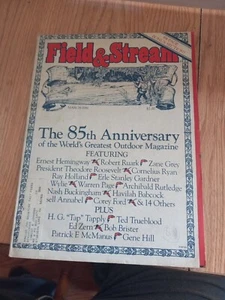 Field & Stream
The 85th Anniversary
of the World's Greatest Outdoor Magazine
FEATURING
Ernest Hemingway Robert Ruark Zane Grey
President Theodore Roosevelt Cornelius Ryan
Ray Holland Erle Stanley Gardner
Wylie Warren Page Archibald Rutledge
Nash Buckingham Havilah Babcock
sell Annabel Corey Ford & 14 Others
PLUS
H. G. "Tap" Tapply Ted Trueblood
Ed Zern Bob Brister
Patrick F. McManus Gene Hill